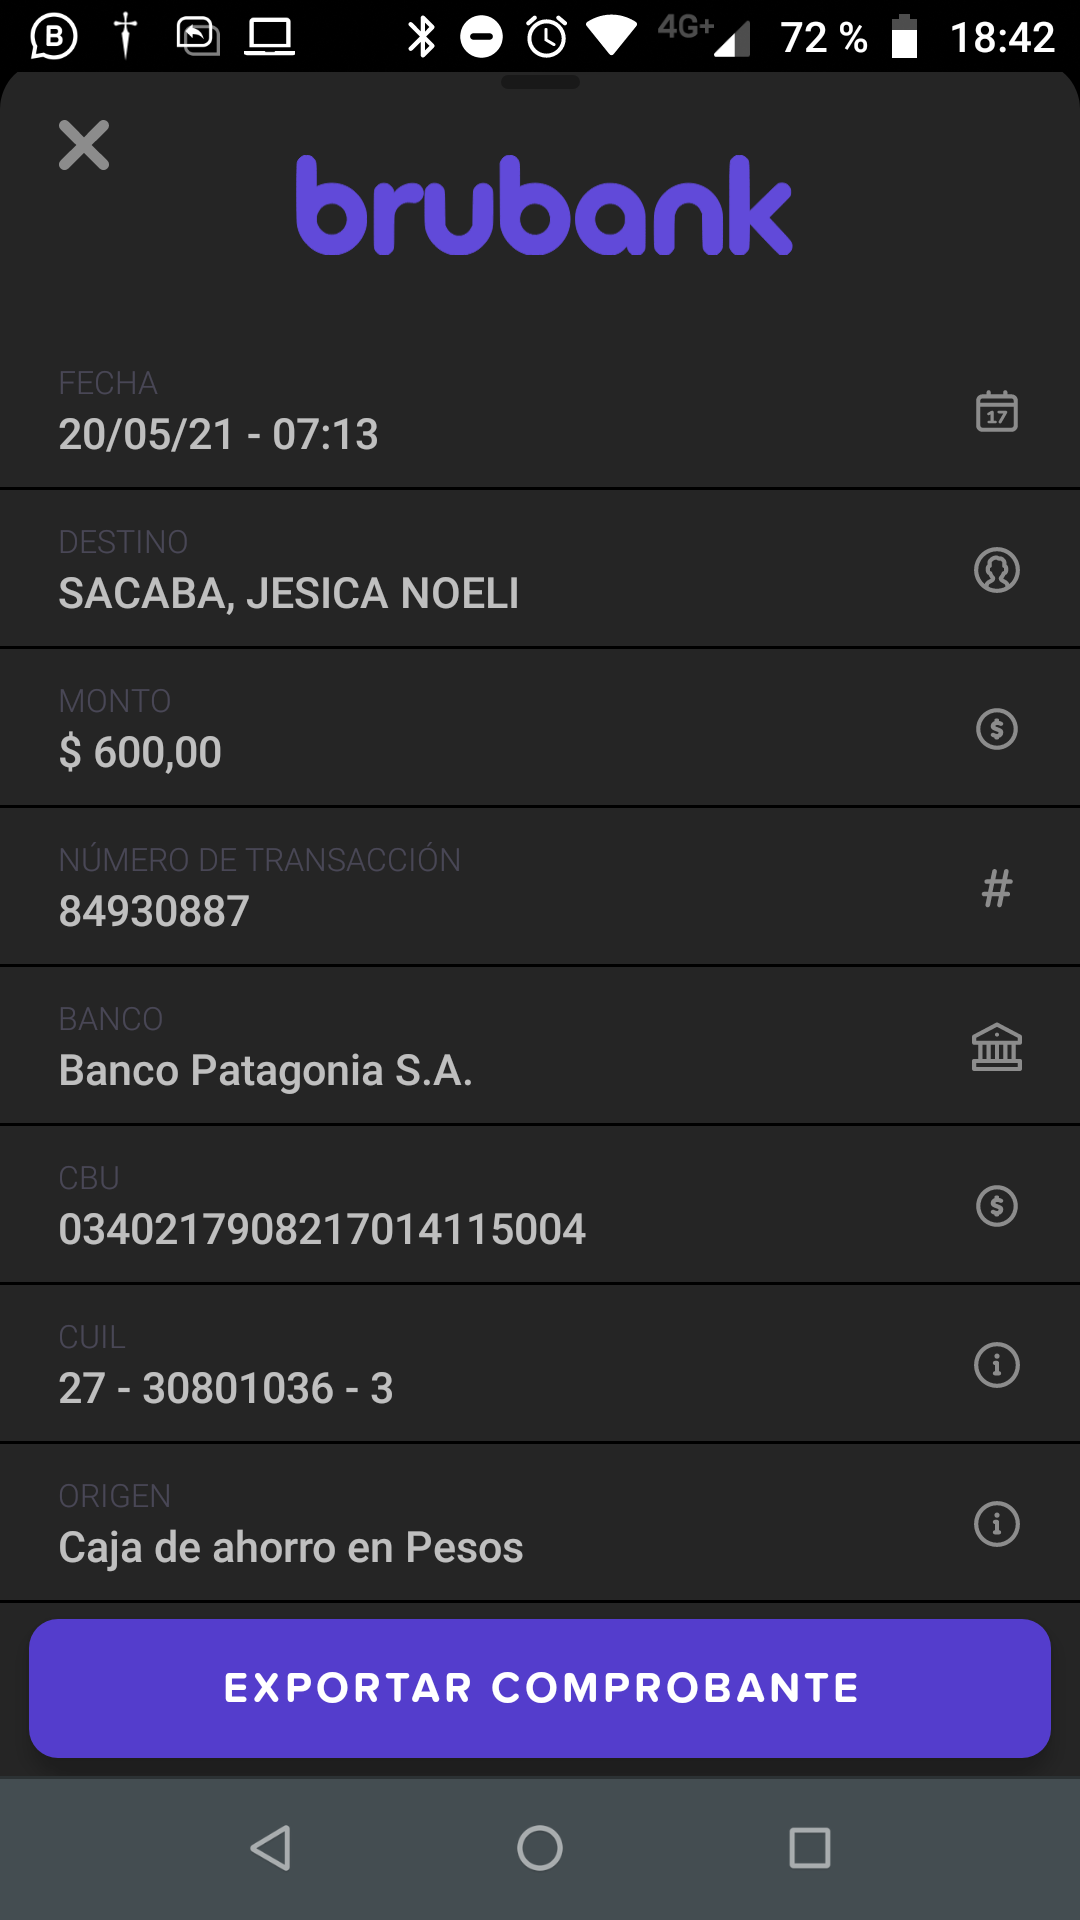 B 4G+ 72 % 18:42
brubank
FECHA
20/05/21 - 07:13
17
DESTINO
SACABA, JESICA NOELI
MONTO
$ 600,00
$
NÚMERO DE TRANSACCIÓN
84930887
#
BANCO
Banco Patagonia S.A.
CBU
0340217908217014115004
$
CUIL
27 - 30801036 - 3
i
ORIGEN
Caja de ahorro en Pesos
i
EXPORTAR COMPROBANTE